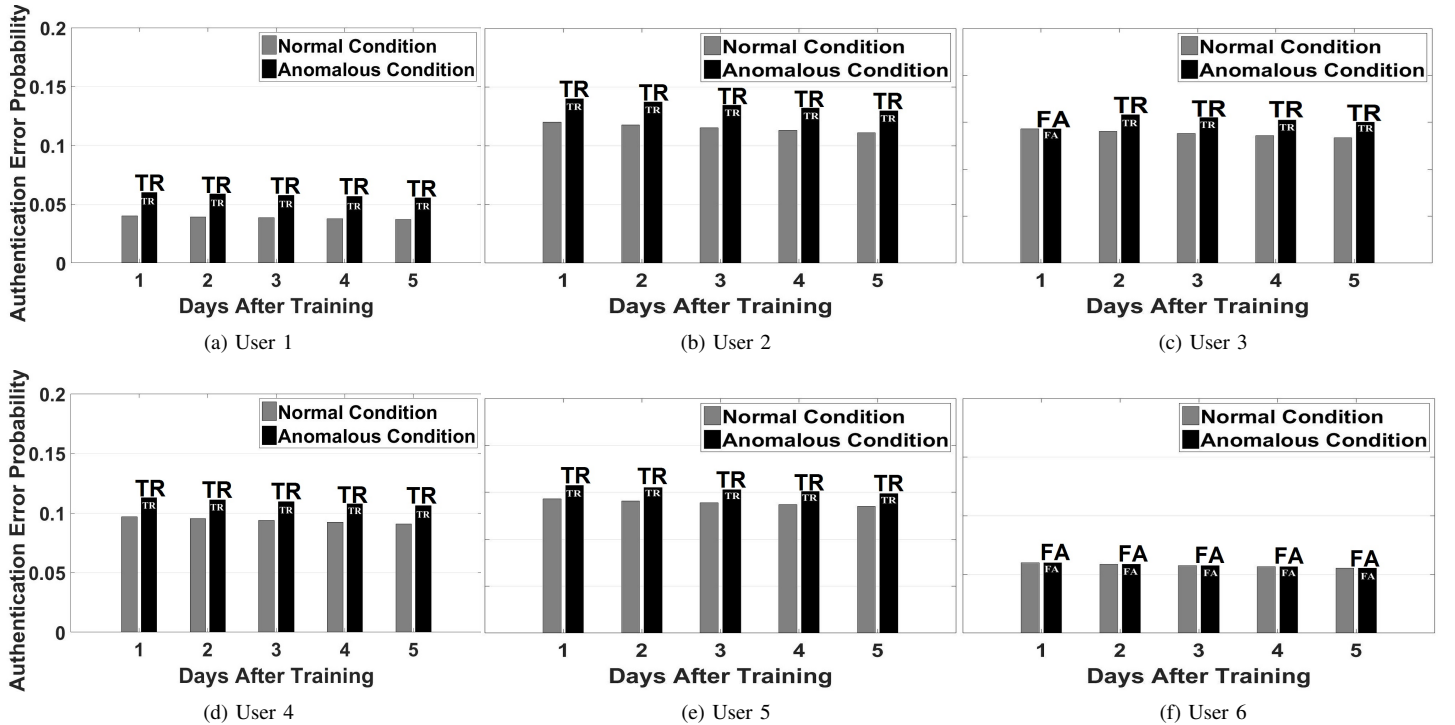 Authentication Error Probability
0.2
0.15
0.1
0.05
0
Normal Condition
Anomalous Condition
TR TR TR TR TR
TR TR TR TR TR
1 2 3 4 5
Days After Training
(a) User 1
Normal Condition
Anomalous Condition
TR TR TR TR TR
TR TR TR TR TR
1 2 3 4 5
Days After Training
(b) User 2
Normal Condition
Anomalous Condition
FA TR TR TR TR
FA TR TR TR TR
1 2 3 4 5
Days After Training
(c) User 3
Authentication Error Probability
0.2
0.15
0.1
0.05
0
Normal Condition
Anomalous Condition
TR TR TR TR TR
TR TR TR TR TR
1 2 3 4 5
Days After Training
(d) User 4
Normal Condition
Anomalous Condition
TR TR TR TR TR
TR TR TR TR TR
1 2 3 4 5
Days After Training
(e) User 5
Normal Condition
Anomalous Condition
FA FA FA FA FA
FA FA FA FA FA
1 2 3 4 5
Days After Training
(f) User 6